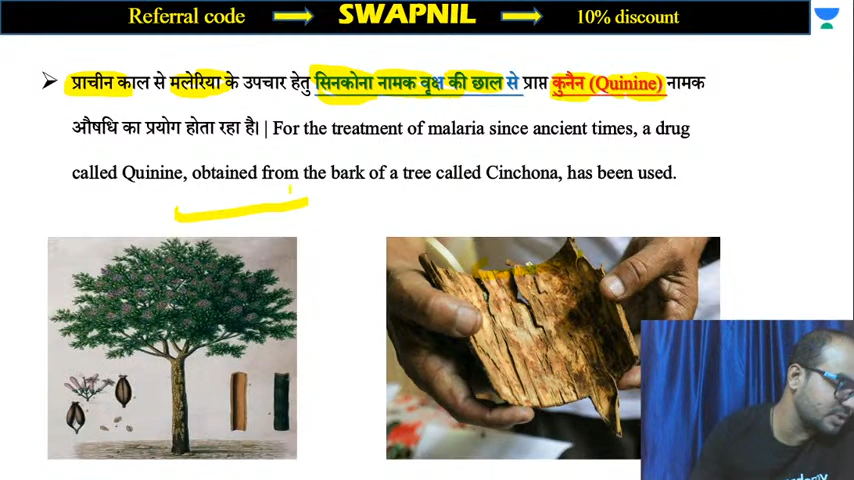 Referral code SWAPNIL 10% discount
प्राचीन काल से मलेरिया के उपचार हेतु सिनकोना नामक वृक्ष की छाल से प्राप्त कुनैन (Quinine) नामक
औषधि का प्रयोग होता रहा है। | For the treatment of malaria since ancient times, a drug
called Quinine, obtained from the bark of a tree called Cinchona, has been used.